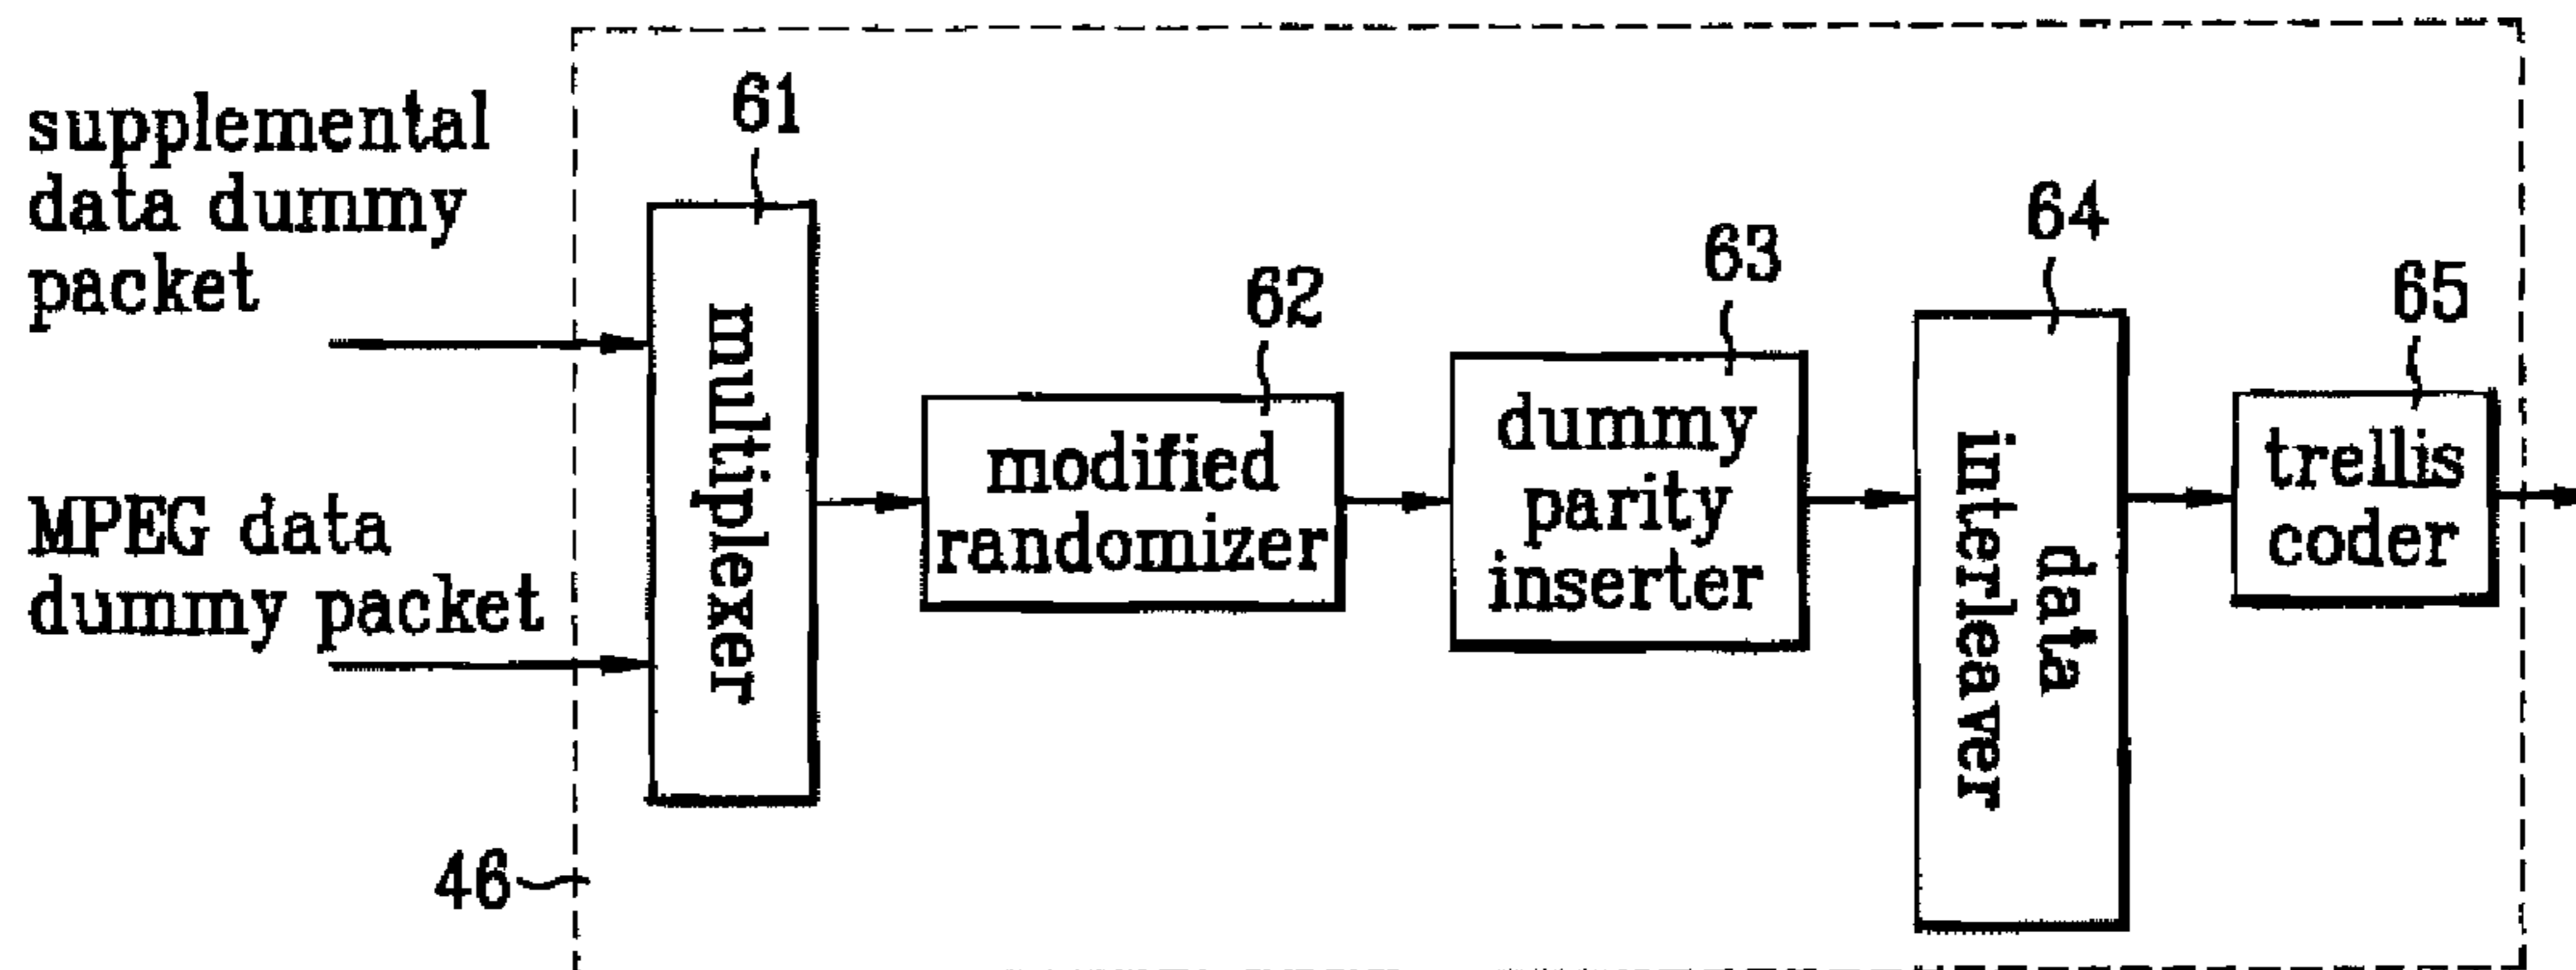 supplemental
data dummy
packet
MPEG data
dummy packet
46
61
multiplexer
62
modified
randomizer
63
dummy
parity
inserter
64
data
interleaver
65
trellis
coder